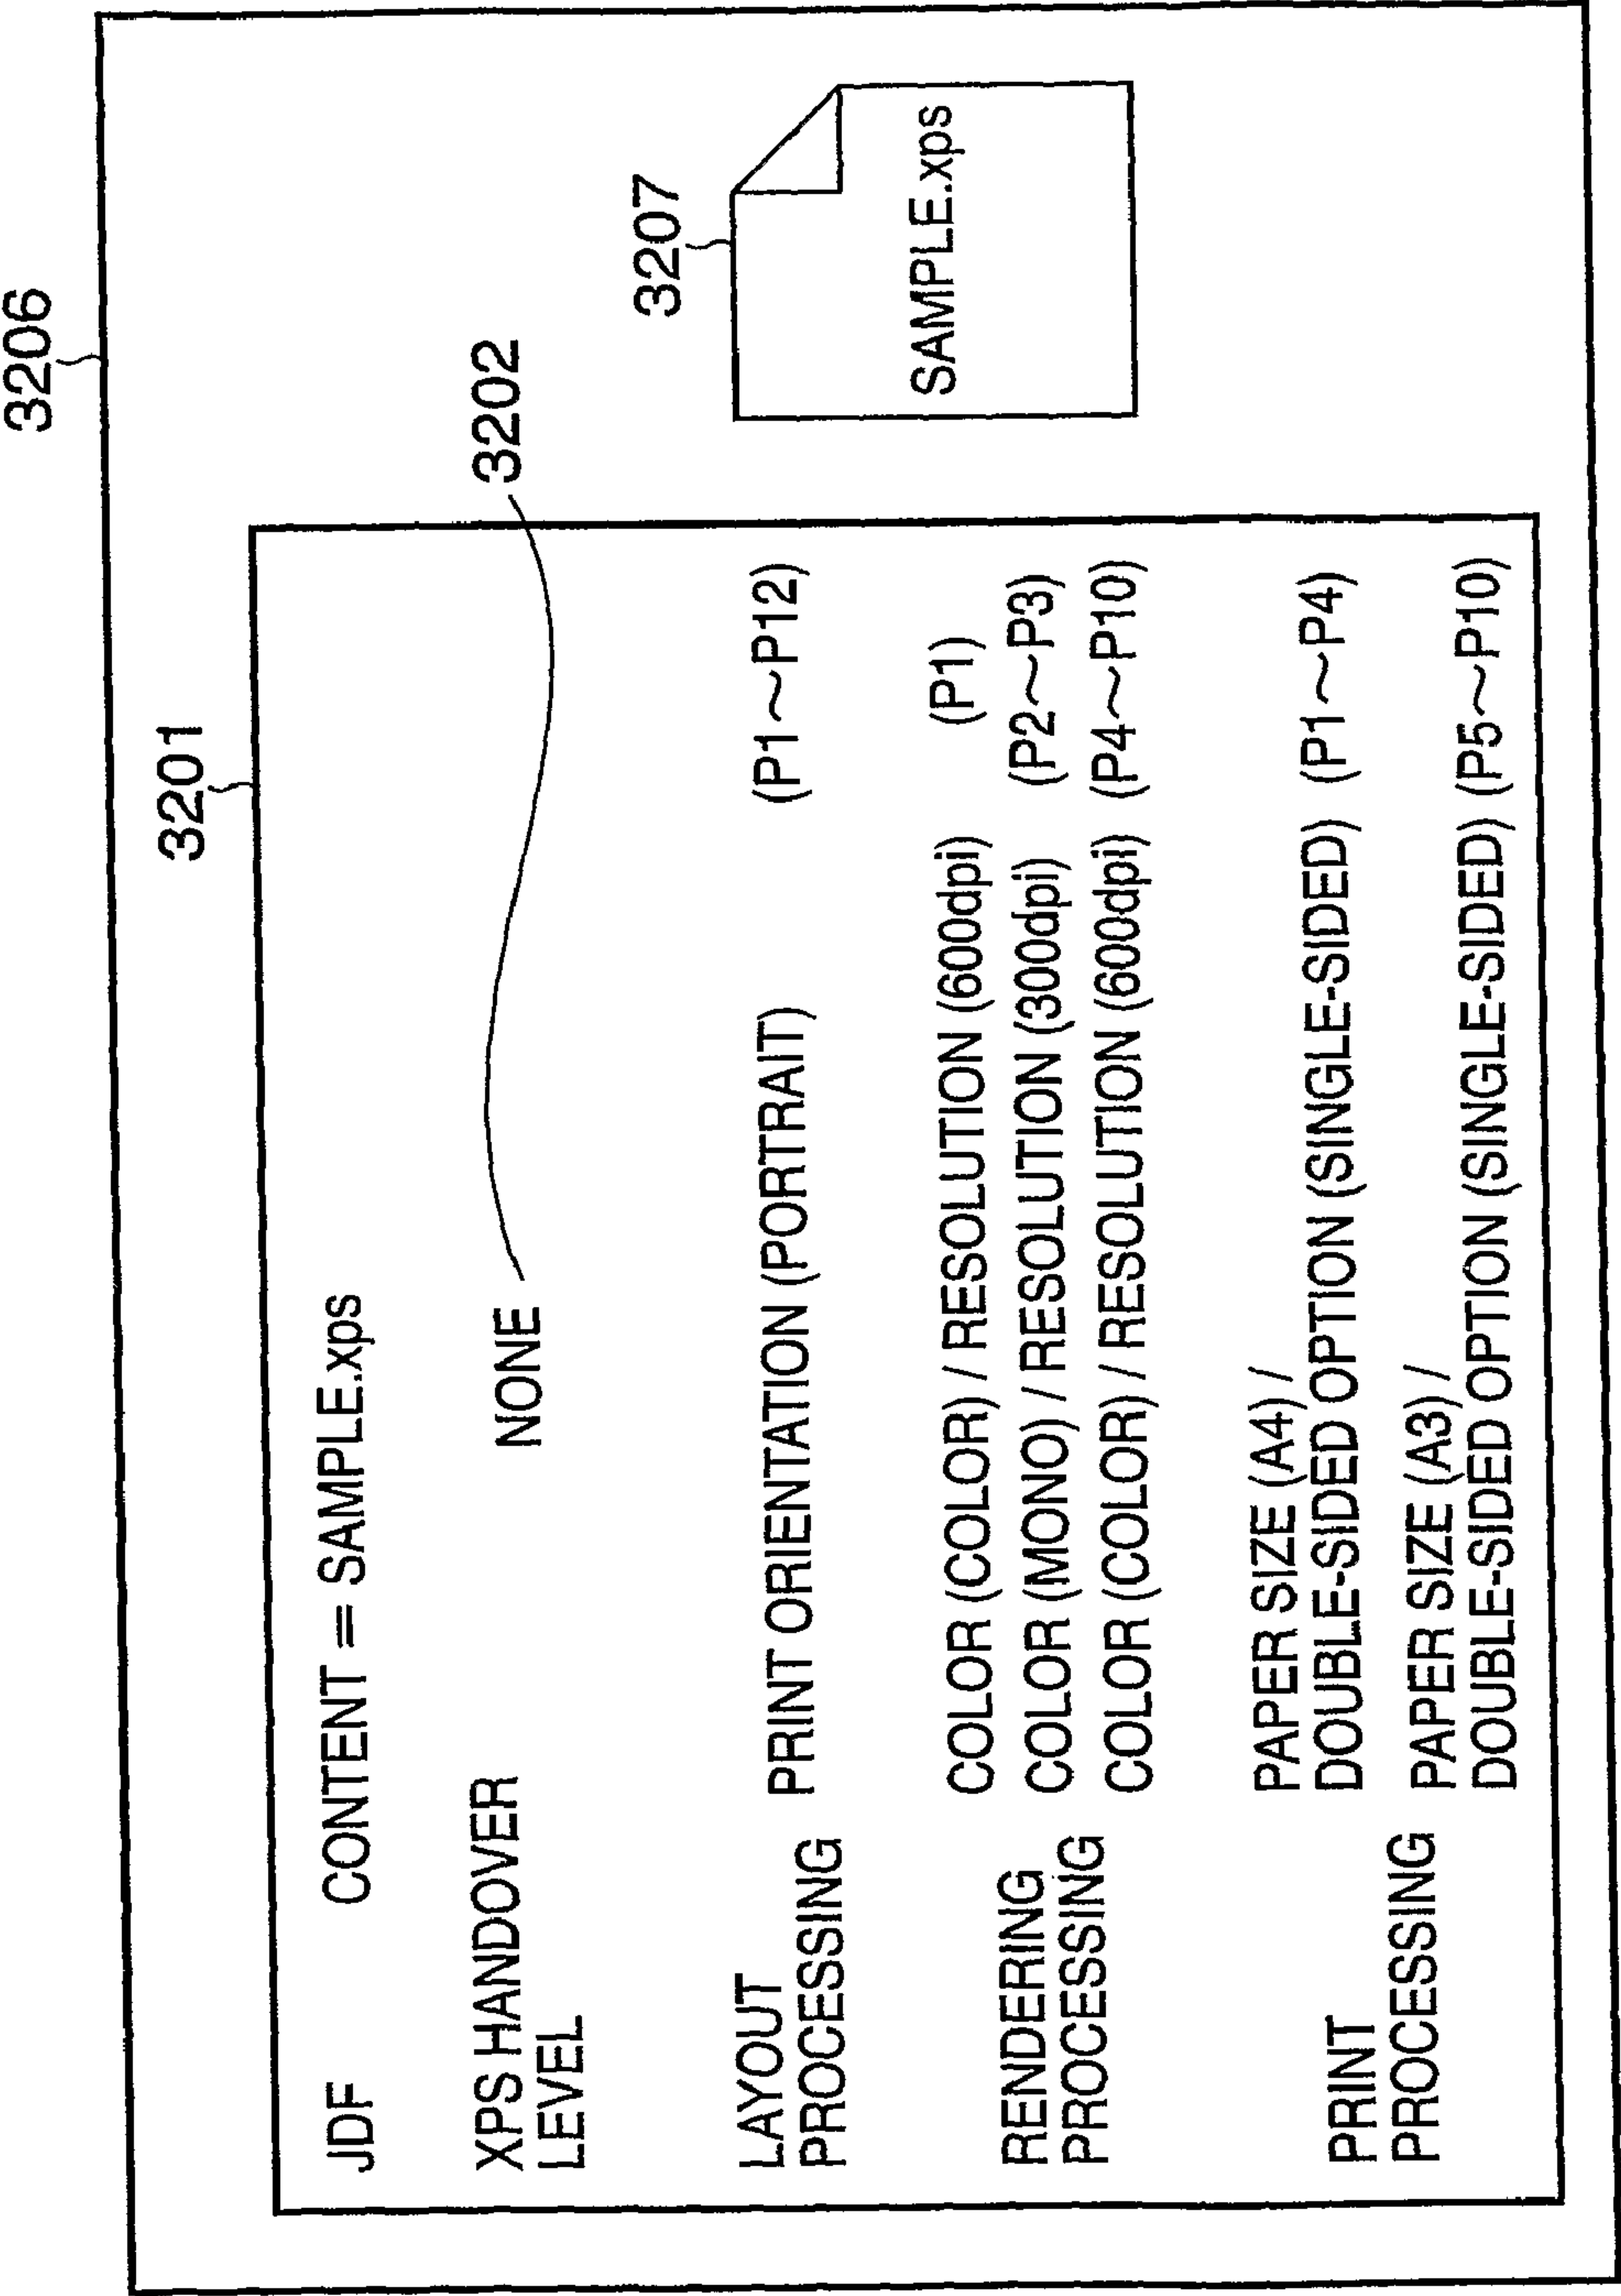 3206
3201
JDF CONTENT = SAMPLE.xps
XPS HANDOVER
LEVEL
NONE
3202
LAYOUT
PROCESSING
PRINT ORIENTATION (PORTRAIT) (P1～P12)
RENDERING
PROCESSING
COLOR (COLOR) / RESOLUTION (600dpi) (P1)
COLOR (MONO) / RESOLUTION (300dpi) (P2～P3)
COLOR (COLOR) / RESOLUTION (600dpi) (P4～P10)
PRINT
PROCESSING
PAPER SIZE (A4) /
DOUBLE-SIDED OPTION (SINGLE-SIDED) (P1～P4)
PAPER SIZE (A3) /
DOUBLE-SIDED OPTION (SINGLE-SIDED) (P5～P10)
3207
SAMPLE.xps